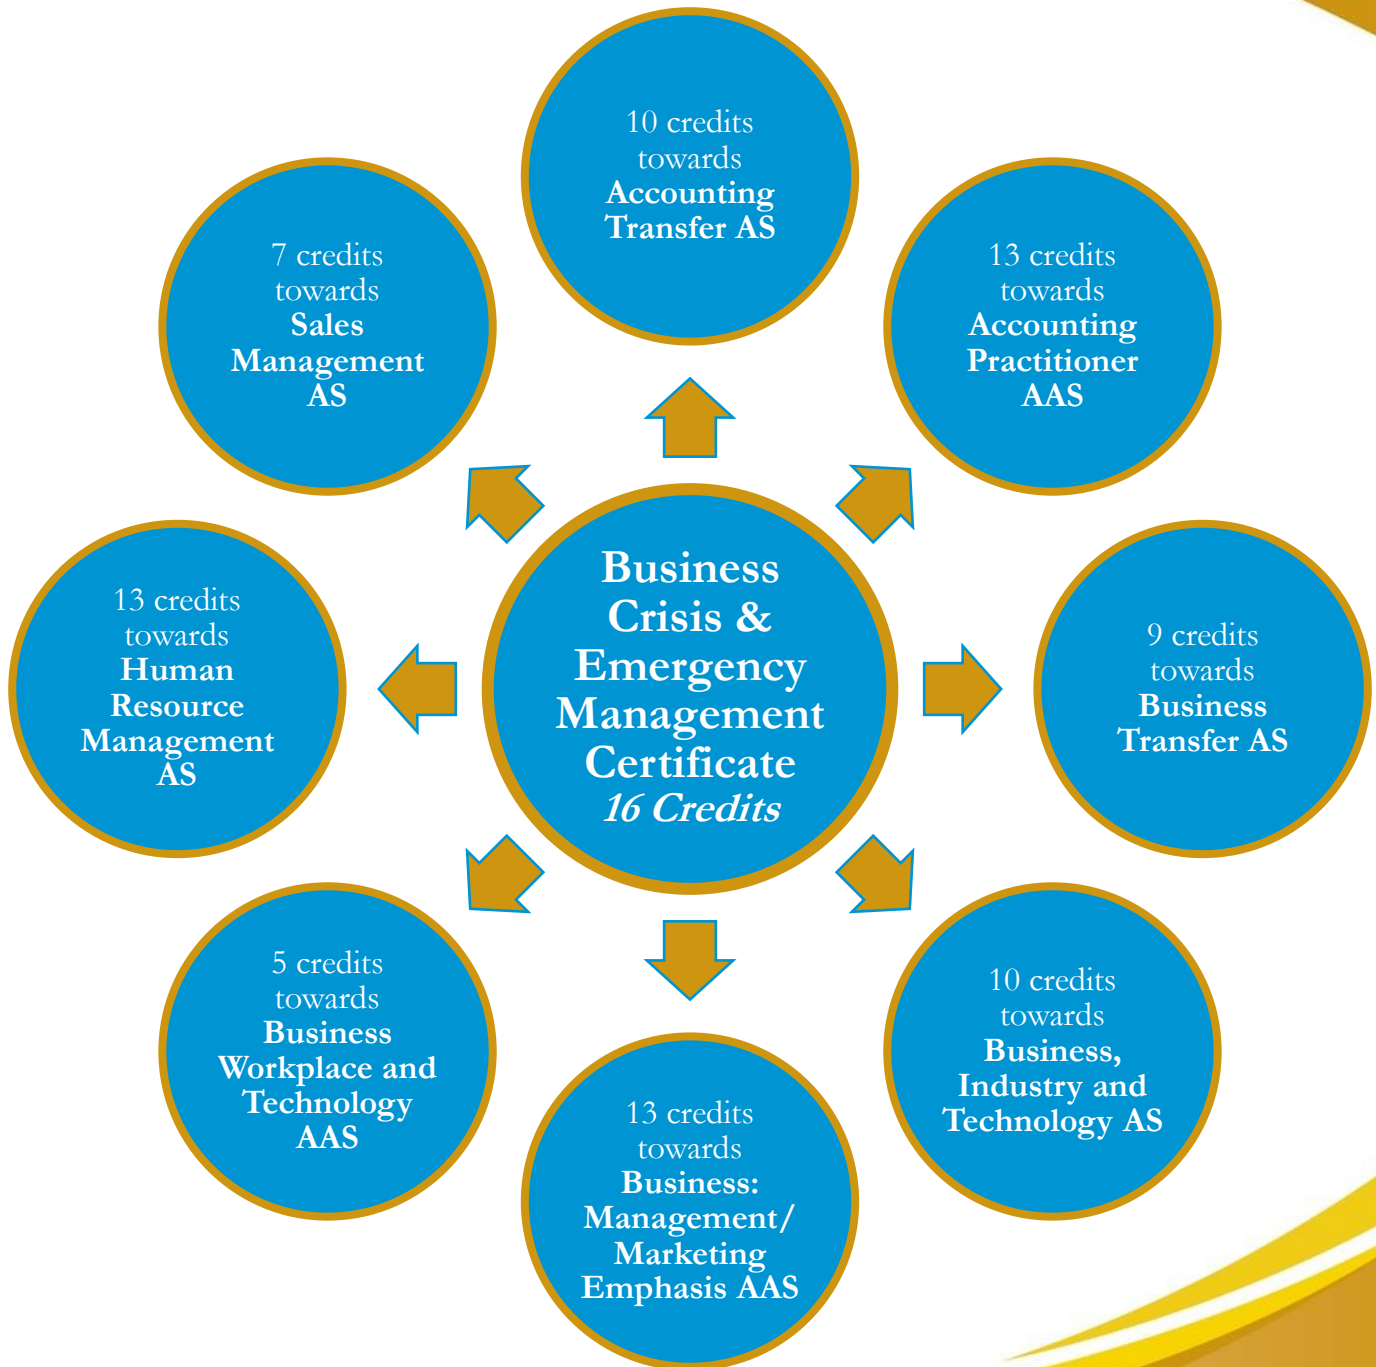 10 credits
towards
Accounting
Transfer AS
7 credits
towards
Sales
Management
AS
13 credits
towards
Accounting
Practitioner
AAS
Business
Crisis &
Emergency
Management
Certificate
16 Credits
13 credits
towards
Human
Resource
Management
AS
9 credits
towards
Business
Transfer AS
5 credits
towards
Business
Workplace and
Technology
AAS
10 credits
towards
Business,
Industry and
Technology AS
13 credits
towards
Business:
Management/
Marketing
Emphasis AAS